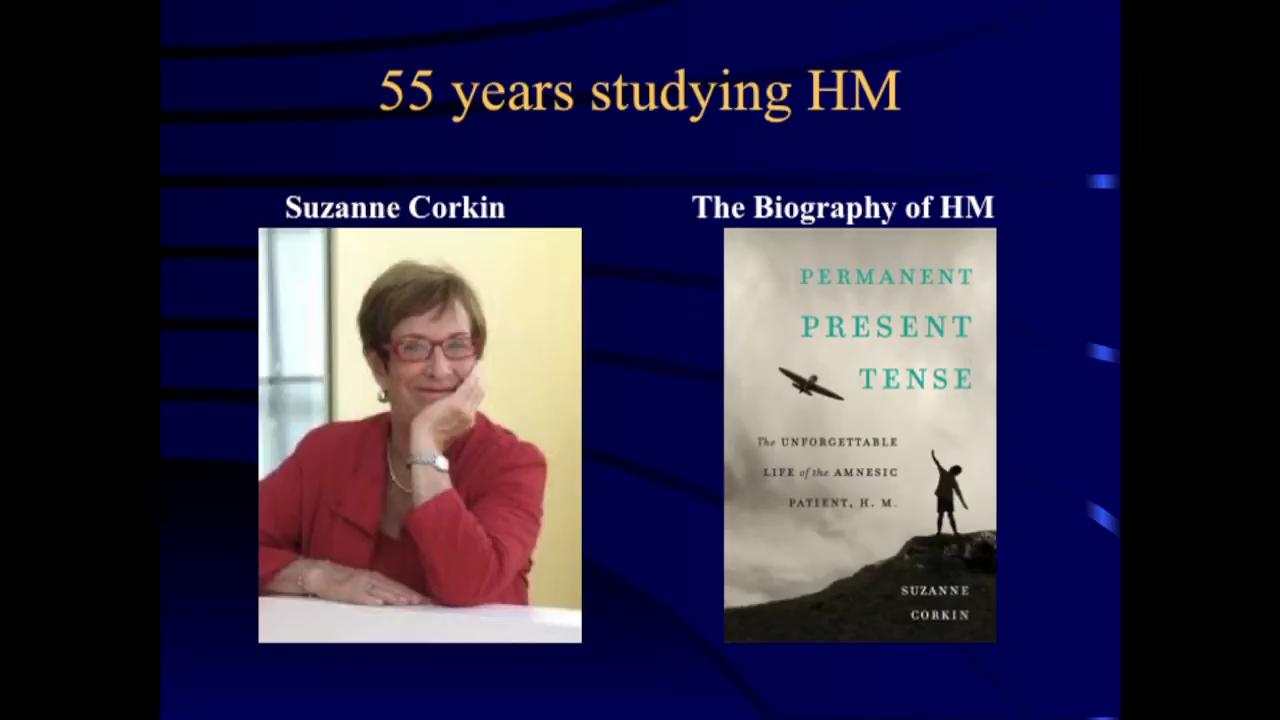 55 years studying HM
Suzanne Corkin
The Biography of HM
PERMANENT
PRESENT
TENSE
The UNFORGETTABLE
LIFE of the AMNESIC
PATIENT, H. M.
SUZANNE
CORKIN